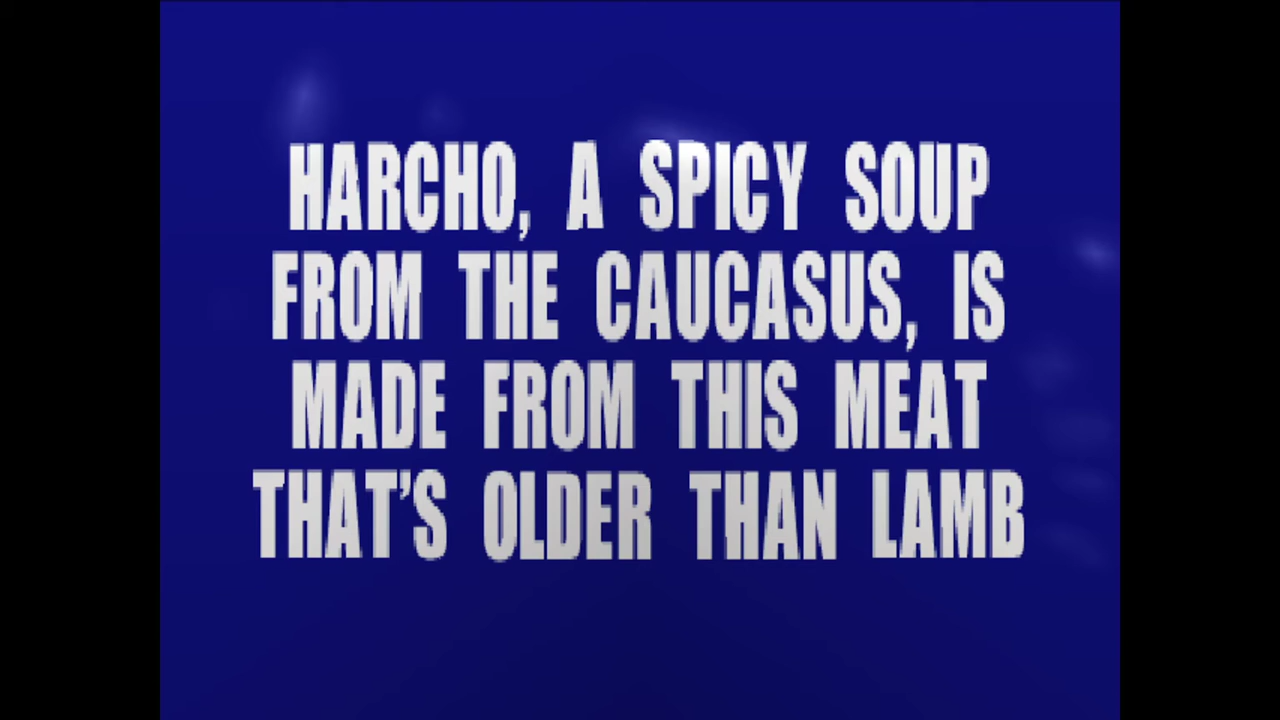 HARCHO, A SPICY SOUP
FROM THE CAUCASUS, IS
MADE FROM THIS MEAT
THAT'S OLDER THAN LAMB